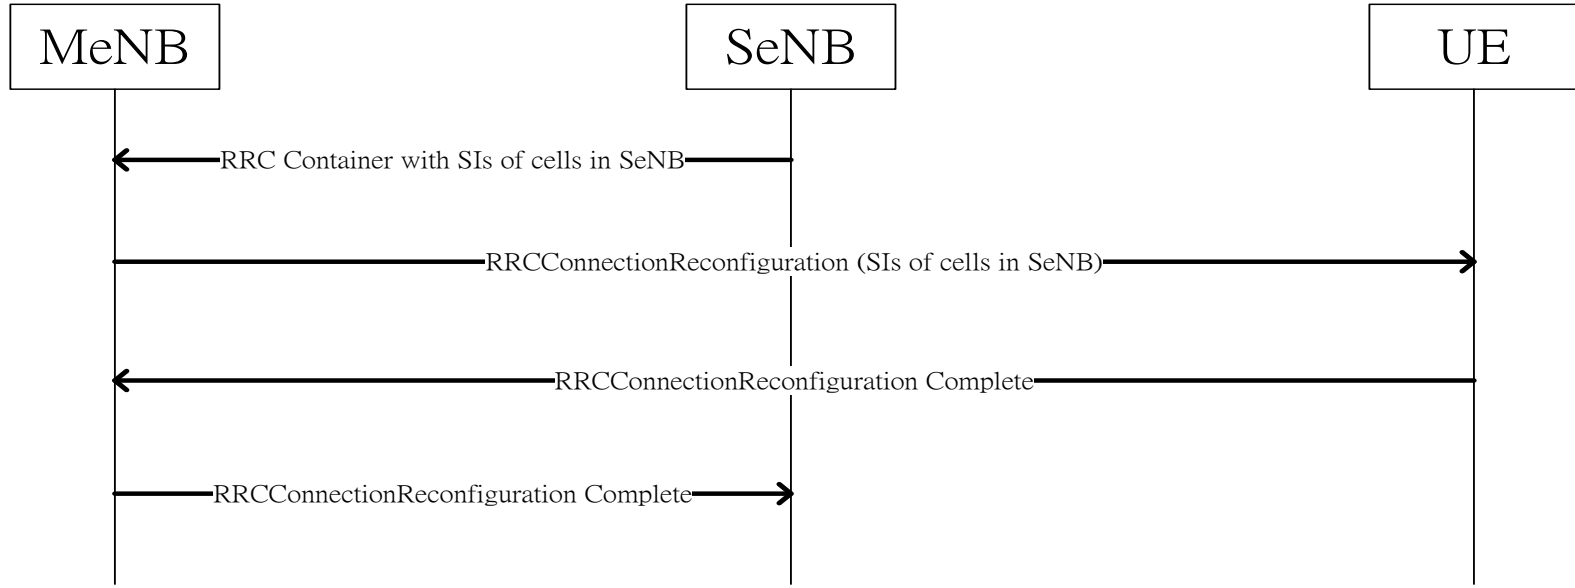 MeNB
SeNB
UE
RRC Container with SIs of cells in SeNB
RRCConnectionReconfiguration (SIs of cells in SeNB)
RRCConnectionReconfiguration Complete
RRCConnectionReconfiguration Complete